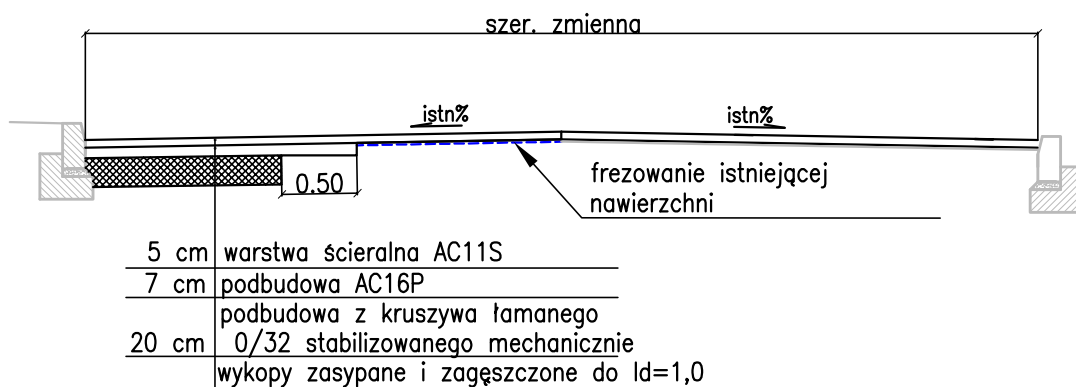 szer. zmienna
istn%
istn%
0.50
frezowanie istniejącej
nawierzchni
5 cm warstwa ścieralna AC11S
7 cm podbudowa AC16P
podbudowa z kruszywa łamanego
20 cm 0/32 stabilizowanego mechanicznie
wykopy zasypane i zagęszczone do Id=1,0